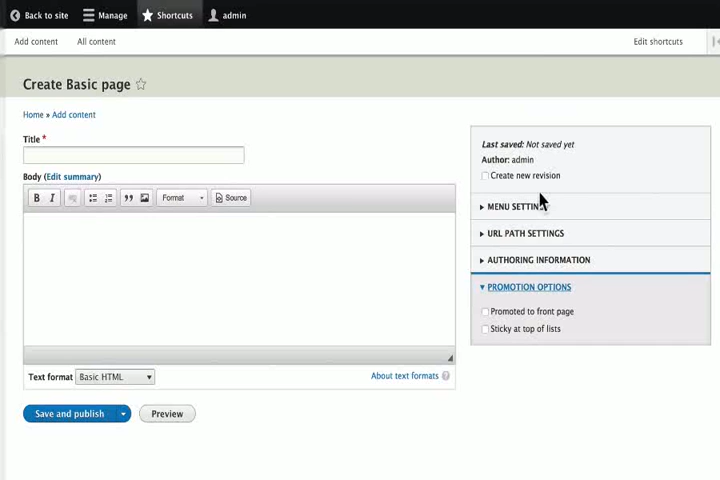 Back to site Manage Shortcuts admin
Add content All content Edit shortcuts
Create Basic page
Home » Add content
Title *
Body (Edit summary)
B I Format Source
Text format Basic HTML About text formats ?
Save and publish Preview
Last saved: Not saved yet
Author: admin
Create new revision
MENU SETTIN
URL PATH SETTINGS
AUTHORING INFORMATION
PROMOTION OPTIONS
Promoted to front page
Sticky at top of lists